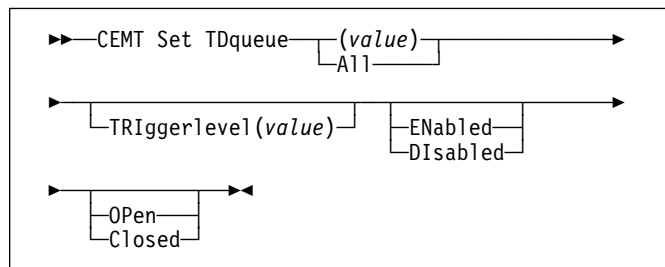 CEMT Set TDqueue (value)
All
TRIggerlevel(value) ENabled
DIsabled
OPen
Closed